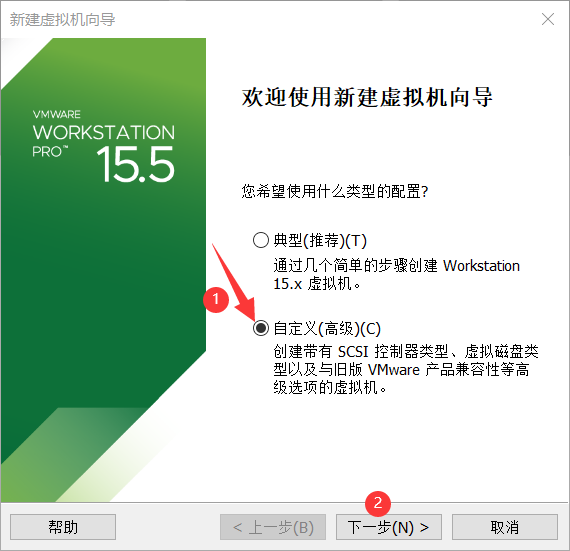 新建虚拟机向导
VMWARE
WORKSTATION
PRO™
15.5
欢迎使用新建虚拟机向导
您希望使用什么类型的配置?
典型(推荐)(T)
通过几个简单的步骤创建 Workstation
15.x 虚拟机。
1
自定义(高级)(C)
创建带有 SCSI 控制器类型、虚拟磁盘类
型以及与旧版 VMware 产品兼容性等高
级选项的虚拟机。
2
帮助
< 上一步(B)
下一步(N) >
取消